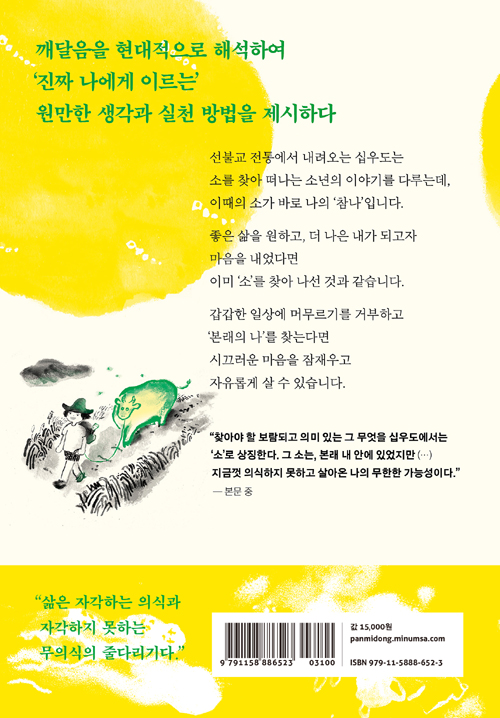 깨달음을 현대적으로 해석하여
‘진짜 나에게 이르는’
원만한 생각과 실천 방법을 제시하다
선불교 전통에서 내려오는 십우도는
소를 찾아 떠나는 소년의 이야기를 다루는데,
이때의 소가 바로 나의 ‘참나’입니다.
좋은 삶을 원하고, 더 나은 내가 되고자
마음을 내었다면
이미 ‘소’를 찾아 나선 것과 같습니다.
갑갑한 일상에 머무르기를 거부하고
‘본래의 나’를 찾는다면
시끄러운 마음을 잠재우고
자유롭게 살 수 있습니다.
“찾아야 할 보람되고 의미 있는 그 무엇을 십우도에서는
‘소’로 상징한다. 그 소는, 본래 내 안에 있었지만 (…)
지금껏 의식하지 못하고 살아온 나의 무한한 가능성이다.”
— 본문 중
“삶은 자각하는 의식과
자각하지 못하는
무의식의 줄다리기다.”
9 791158 886523
03100
값 15,000원
panmidong.minumsa.com
ISBN 979-11-5888-652-3